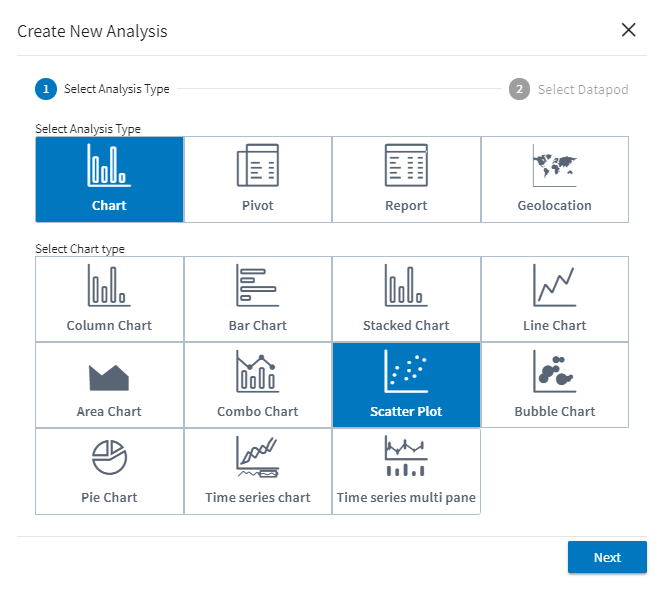 Create New Analysis
1 Select Analysis Type 2 Select Datapod
Select Analysis Type
Chart Pivot Report Geolocation
Select Chart type
Column Chart Bar Chart Stacked Chart Line Chart
Area Chart Combo Chart Scatter Plot Bubble Chart
Pie Chart Time series chart Time series multi pane
Next